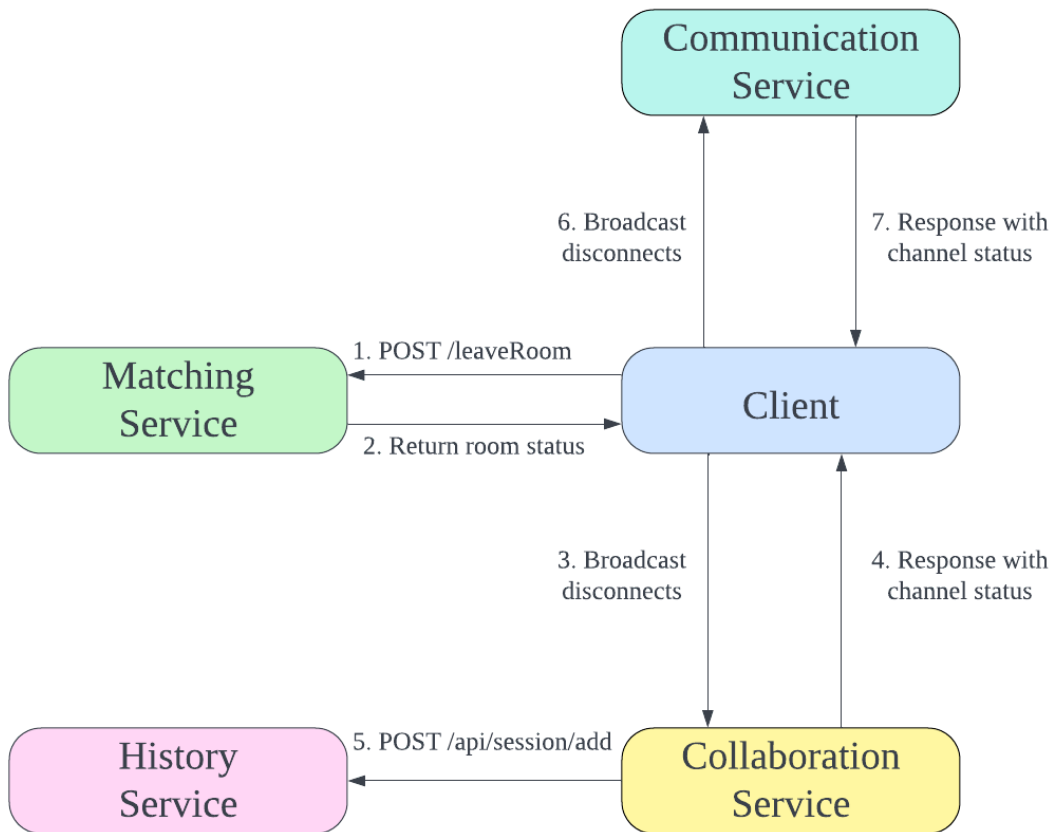 Communication
Service
6. Broadcast
disconnects
7. Response with
channel status
1. POST /leaveRoom
Matching
Service
Client
2. Return room status
3. Broadcast
disconnects
4. Response with
channel status
5. POST /api/session/add
History
Service
Collaboration
Service